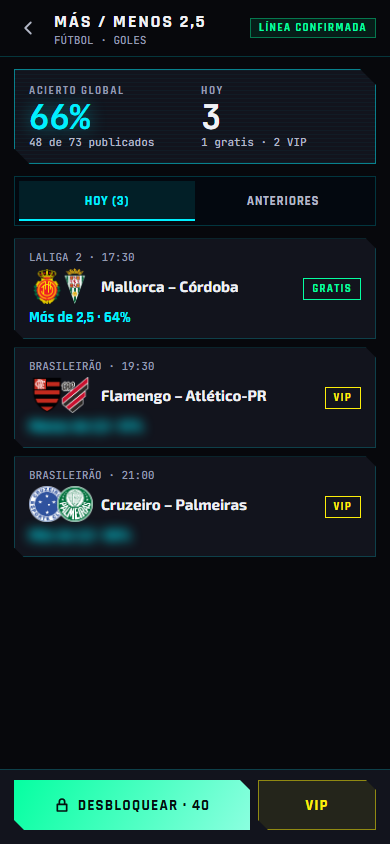 MÁS / MENOS 2,5
FÚTBOL · GOLES
LÍNEA CONFIRMADA
ACIERTO GLOBAL
HOY
66%
3
48 de 73 publicados
1 gratis · 2 VIP
HOY (3)
ANTERIORES
LALIGA 2 · 17:30
Mallorca – Córdoba
GRATIS
Más de 2,5 · 64%
BRASILEIRÃO · 19:30
Flamengo – Atlético-PR
VIP
BRASILEIRÃO · 21:00
Cruzeiro – Palmeiras
VIP
DESBLOQUEAR · 40
VIP